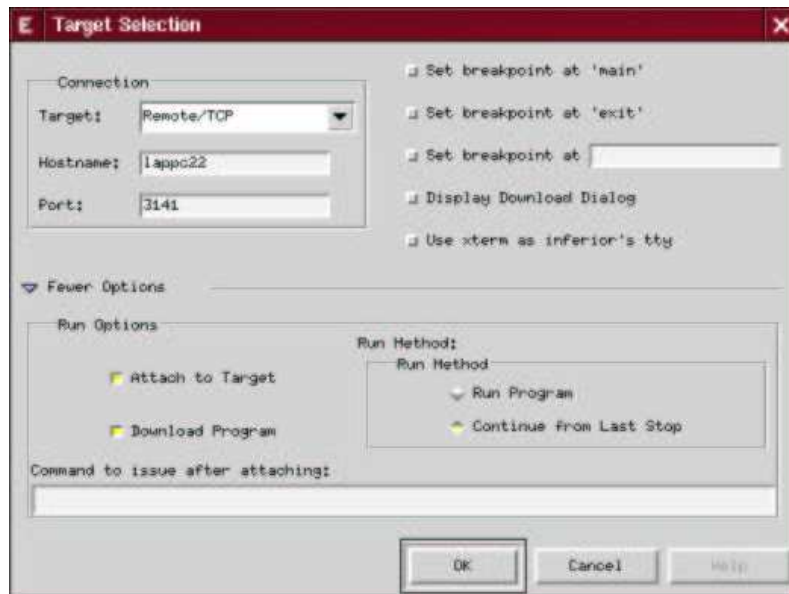 E Target Selection X
Connection
Target: Remote/TCP
Hostname: lappc22
Port: 3141
Set breakpoint at 'main'
Set breakpoint at 'exit'
Set breakpoint at
Display Download Dialog
Use xterm as inferior's tty
Fewer Options
Run Options
Attach to Target
Download Program
Run Method:
Run Method
Run Program
Continue from Last Stop
Command to issue after attaching:
OK Cancel Help